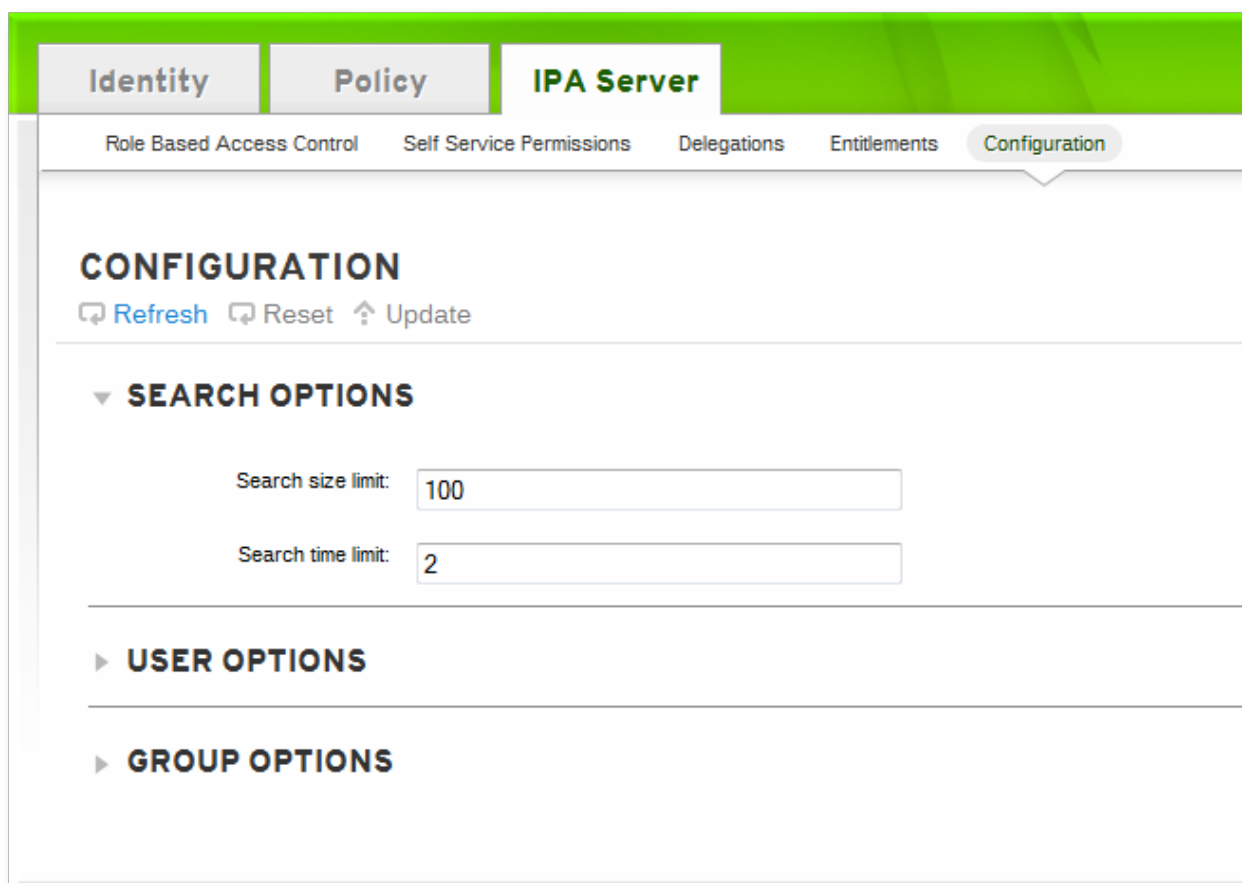 Identity Policy IPA Server
Role Based Access Control Self Service Permissions Delegations Entitlements Configuration
CONFIGURATION
Refresh Reset Update
SEARCH OPTIONS
Search size limit: 100
Search time limit: 2
USER OPTIONS
GROUP OPTIONS